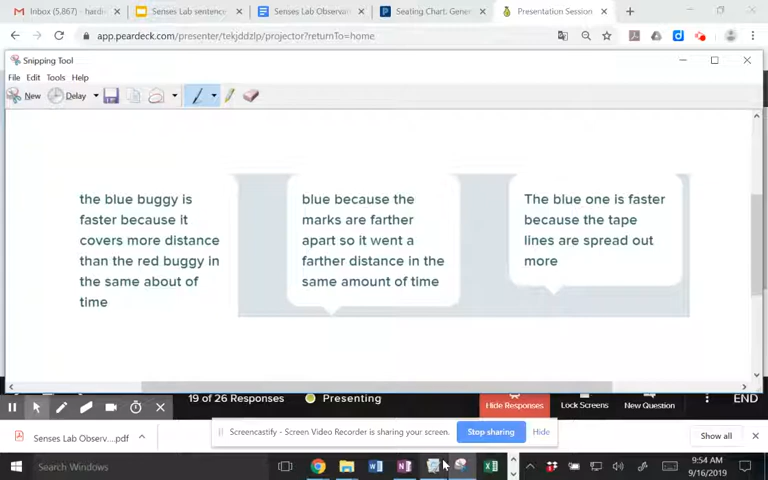 Inbox (5,867) - hardi-
Senses Lab sentenc
Senses Lab Observat
Seating Chart: Gener
Presentation Session
app.peardeck.com/presenter/tekjddzlp/projector?returnTo=home
Snipping Tool
File Edit Tools Help
New Delay
the blue buggy is
faster because it
covers more distance
than the red buggy in
the same about of
time
blue because the
marks are farther
apart so it went a
farther distance in the
same amount of time
The blue one is faster
because the tape
lines are spread out
more
19 of 26 Responses
Presenting
Hide Responses
Lock Screens
New Question
END
Screencastify - Screen Video Recorder is sharing your screen.
Stop sharing
Hide
Senses Lab Observ....pdf
Show all
Search Windows
9:54 AM
9/16/2019